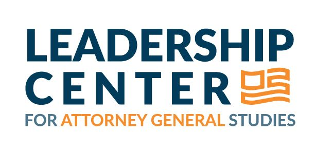 LEADERSHIP
CENTER
FOR ATTORNEY GENERAL STUDIES